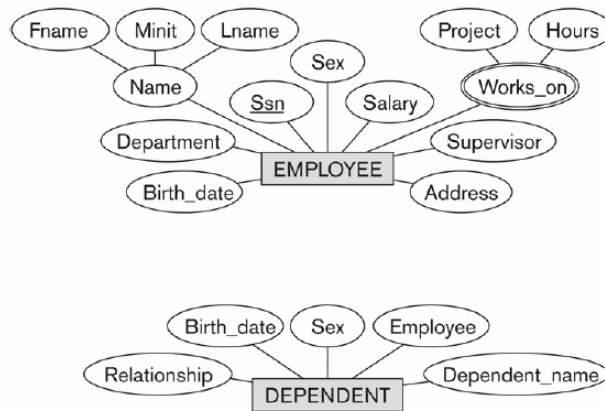 Fname Minit Lname Project Hours
Sex
Name Works_on
Ssn Salary
Department Supervisor
EMPLOYEE
Birth_date Address
Birth_date Sex Employee
Relationship Dependent_name
DEPENDENT